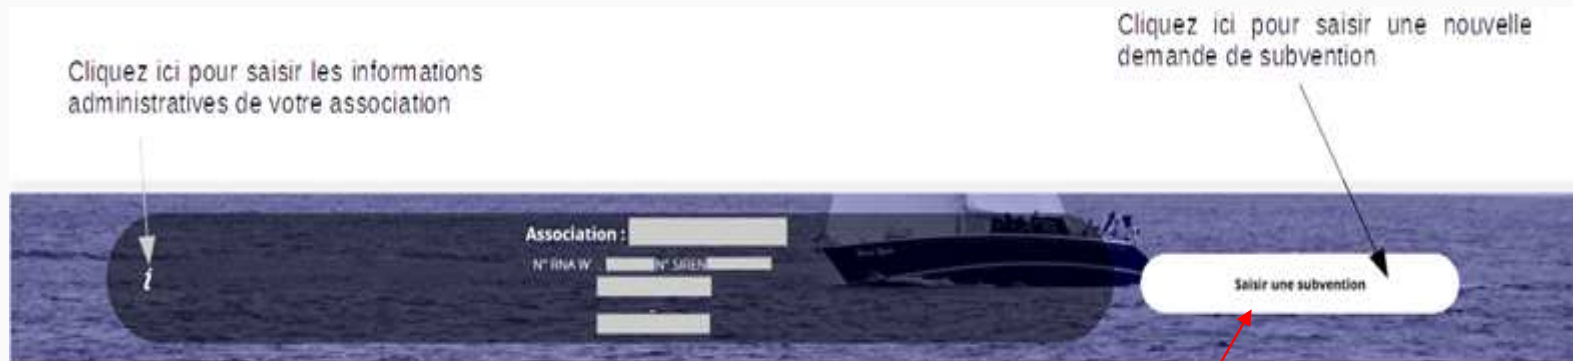 Cliquez ici pour saisir une nouvelle
demande de subvention
Cliquez ici pour saisir les informations
administratives de votre association
Association :
N° RNA W N° SIREN
i
Saisir une subvention